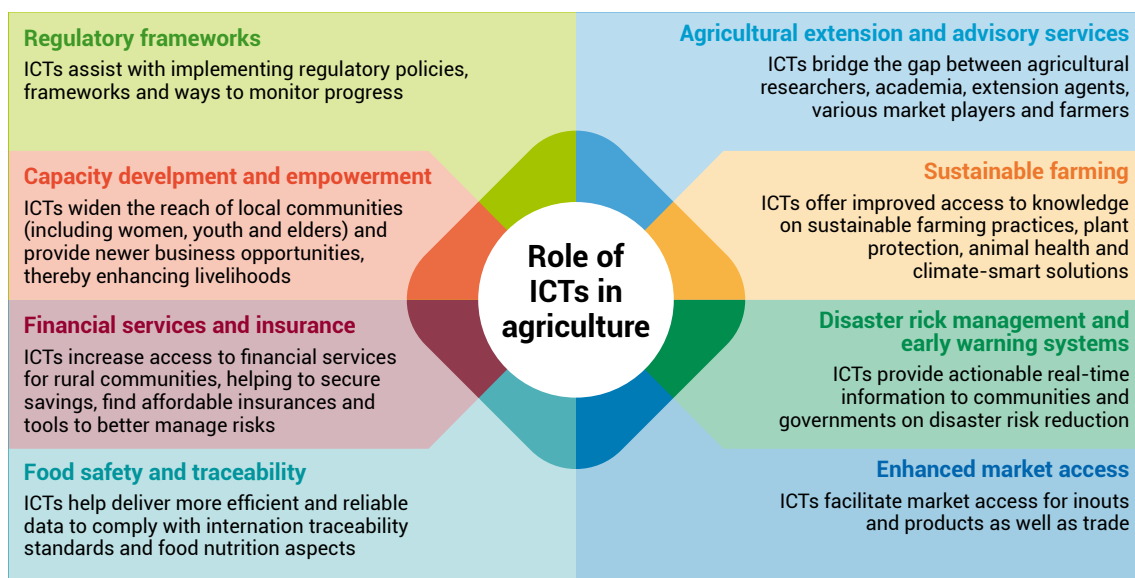 Regulatory frameworks
ICTs assist with implementing regulatory policies,
frameworks and ways to monitor progress
Agricultural extension and advisory services
ICTs bridge the gap between agricultural
researchers, academia, extension agents,
various market players and farmers
Capacity develpment and empowerment
ICTs widen the reach of local communities
(including women, youth and elders) and
provide newer business opportunities,
thereby enhancing livelihoods
Sustainable farming
ICTs offer improved access to knowledge
on sustainable farming practices, plant
protection, animal health and
climate-smart solutions
Role of
ICTs in
agriculture
Financial services and insurance
ICTs increase access to financial services
for rural communities, helping to secure
savings, find affordable insurances and
tools to better manage risks
Disaster rick management and
early warning systems
ICTs provide actionable real-time
information to communities and
governments on disaster risk reduction
Food safety and traceability
ICTs help deliver more efficient and reliable
data to comply with internation traceability
standards and food nutrition aspects
Enhanced market access
ICTs facilitate market access for inouts
and products as well as trade